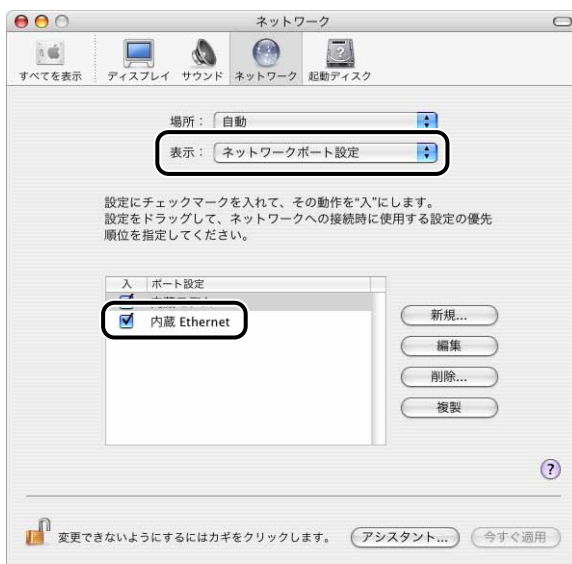 ネットワーク
すべてを表示 ディスプレイ サウンド ネットワーク 起動ディスク
場所： 自動
表示： ネットワークポート設定
設定にチェックマークを入れて、その動作を“入”にします。
設定をドラッグして、ネットワークへの接続時に使用する設定の優先
順位を指定してください。
入 ポート設定
内蔵 Ethernet
新規...
編集
削除...
複製
?
変更できないようにするにはカギをクリックします。 アシスタント... 今すぐ適用